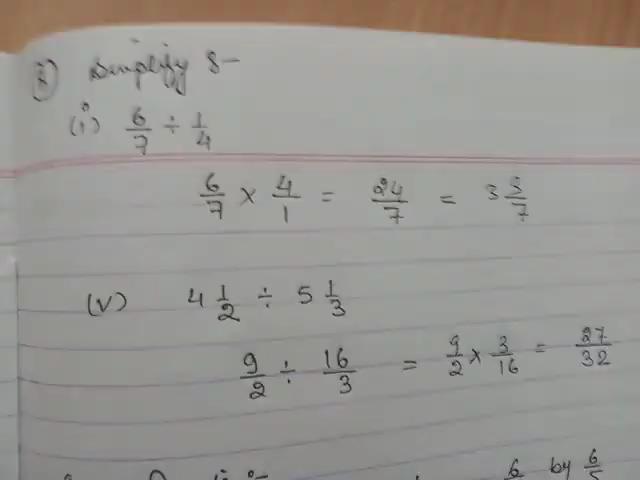 Simplify :-
(i) 6/7 ÷ 1/4
6/7 × 4/1 = 24/7 = 3 3/7
(V) 4 1/2 ÷ 5 1/3
9/2 ÷ 16/3 = 9/2 × 3/16 = 27/32
6 by 6/5